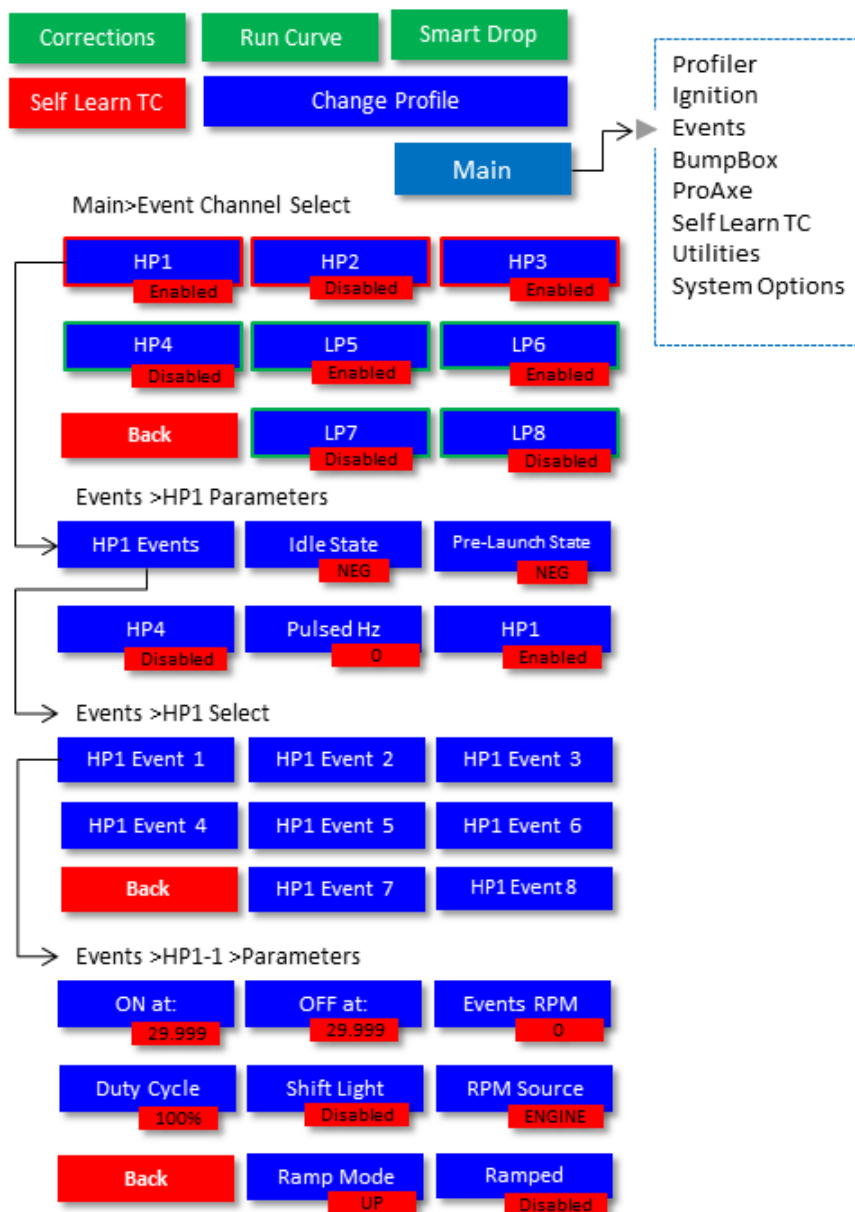 Corrections
Run Curve
Smart Drop
Self Learn TC
Change Profile
Main
Profiler
Ignition
Events
BumpBox
ProAxe
Self Learn TC
Utilities
System Options
Main>Event Channel Select
HP1
Enabled
HP2
Disabled
HP3
Enabled
HP4
Disabled
LP5
Enabled
LP6
Enabled
Back
LP7
Disabled
LP8
Disabled
Events >HP1 Parameters
HP1 Events
Idle State
NEG
Pre-Launch State
NEG
HP4
Disabled
Pulsed Hz
0
HP1
Enabled
Events >HP1 Select
HP1 Event 1
HP1 Event 2
HP1 Event 3
HP1 Event 4
HP1 Event 5
HP1 Event 6
Back
HP1 Event 7
HP1 Event 8
Events >HP1-1 >Parameters
ON at:
29.999
OFF at:
29.999
Events RPM
0
Duty Cycle
100%
Shift Light
Disabled
RPM Source
ENGINE
Back
Ramp Mode
UP
Ramped
Disabled